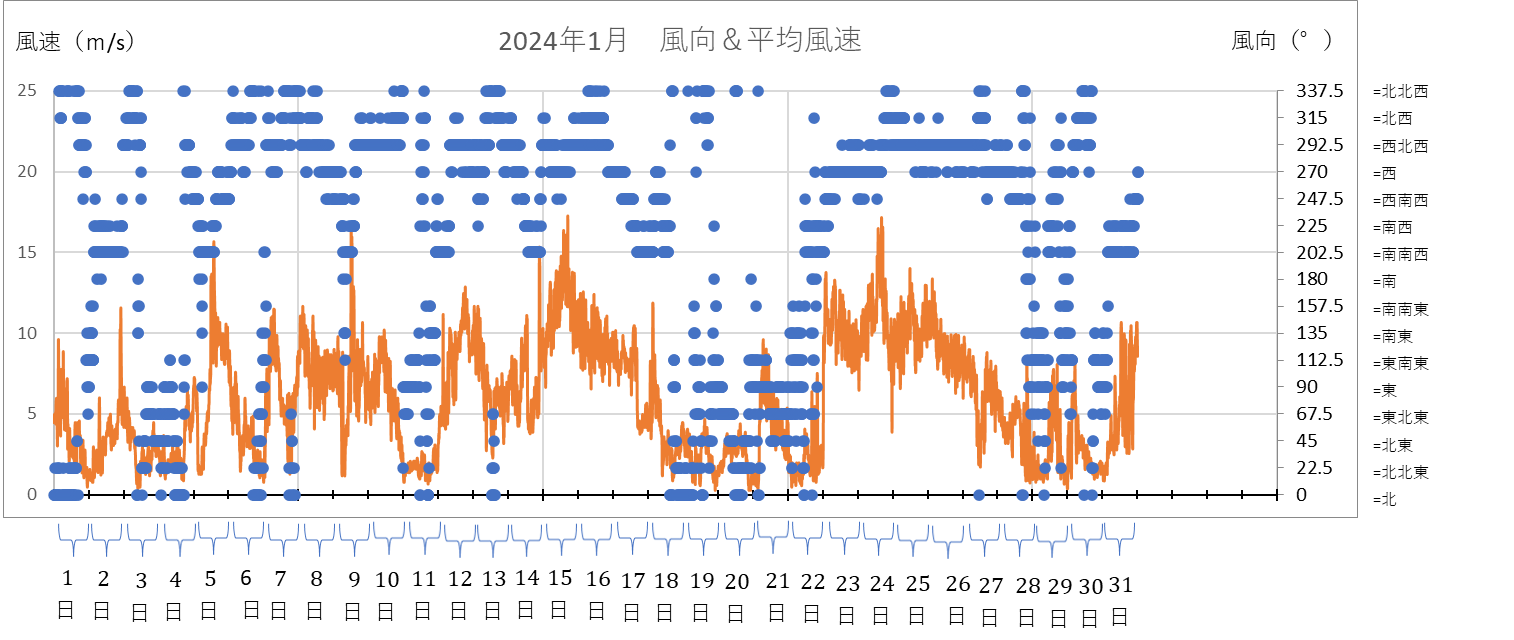 2024年1月　風向＆平均風速
風速（m/s）
風向（°）
25 337.5 =北北西
315 =北西
292.5 =西北西
20 270 =西
247.5 =西南西
225 =南西
15 202.5 =南南西
180 =南
157.5 =南南東
10 135 =南東
112.5 =東南東
90 =東
5 67.5 =東北東
45 =北東
22.5 =北北東
0 0 =北
1日 2日 3日 4日 5日 6日 7日 8日 9日 10日 11日 12日 13日 14日 15日 16日 17日 18日 19日 20日 21日 22日 23日 24日 25日 26日 27日 28日 29日 30日 31日